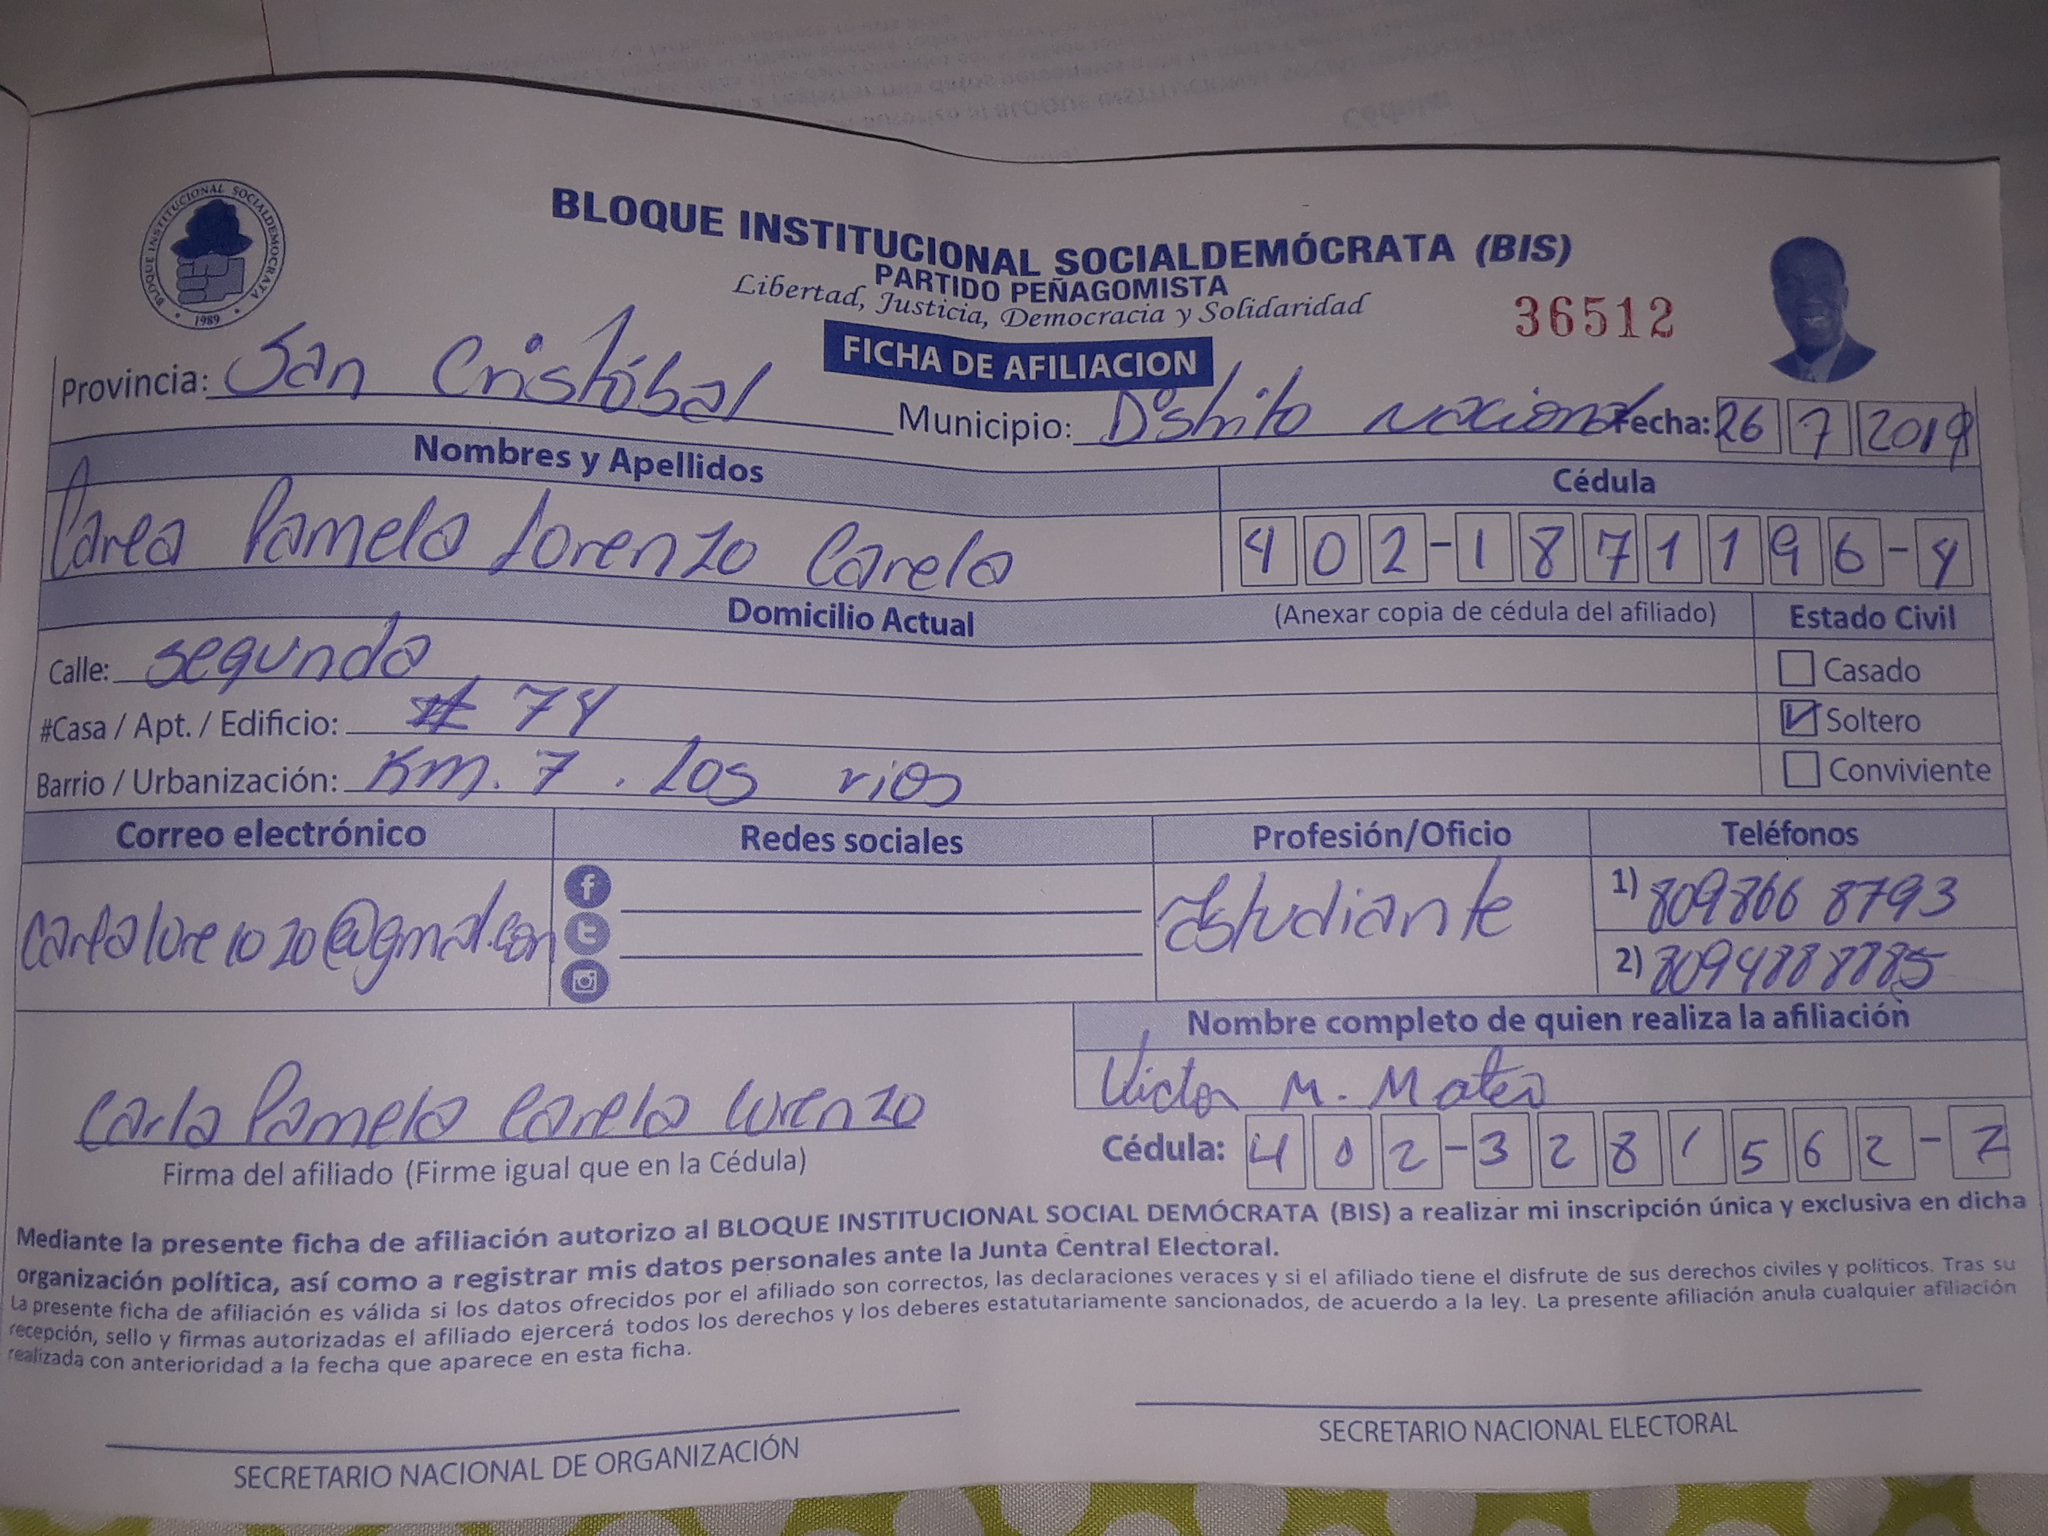 BLOQUE INSTITUCIONAL SOCIALDEMOCRATA
1989
BLOQUE INSTITUCIONAL SOCIALDEMÓCRATA (BIS)
PARTIDO PEÑAGOMISTA
Libertad, Justicia, Democracia y Solidaridad
36512
FICHA DE AFILIACION
Provincia: San Cristóbal Municipio: Distrito Nacional Fecha: 26 7 2019
Nombres y Apellidos Cédula
Pamela Lorenzo Carela 402-1871196-4
Domicilio Actual (Anexar copia de cédula del afiliado) Estado Civil
Calle: segunda Casado
#Casa / Apt. / Edificio: # 74 Soltero
Barrio / Urbanización: Km. 7. Los rios Conviviente
Correo electrónico Redes sociales Profesión/Oficio Teléfonos
Estudiante 1) 809866 8793
2) 8094888885
Nombre completo de quien realiza la afiliación
Victor M. Mateo
Carla Pamela Carela Lorenzo Cédula: 402-3281562-7
Firma del afiliado (Firme igual que en la Cédula)
Mediante la presente ficha de afiliación autorizo al BLOQUE INSTITUCIONAL SOCIAL DEMÓCRATA (BIS) a realizar mi inscripción única y exclusiva en dicha
organización política, así como a registrar mis datos personales ante la Junta Central Electoral.
La presente ficha de afiliación es válida si los datos ofrecidos por el afiliado son correctos, las declaraciones veraces y si el afiliado tiene el disfrute de sus derechos civiles y políticos. Tras su
recepción, sello y firmas autorizadas el afiliado ejercerá todos los derechos y los deberes estatutariamente sancionados, de acuerdo a la ley. La presente afiliación anula cualquier afiliación
realizada con anterioridad a la fecha que aparece en esta ficha.
SECRETARIO NACIONAL DE ORGANIZACIÓN SECRETARIO NACIONAL ELECTORAL